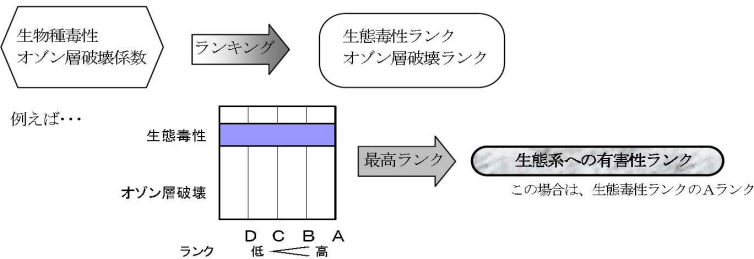 生物種毒性
オゾン層破壊係数
ランキング
生態毒性ランク
オゾン層破壊ランク
例えば･･･
生態毒性
オゾン層破壊
D C B A
ランク 低 高
最高ランク
生態系への有害性ランク
この場合は、生態毒性ランクのAランク